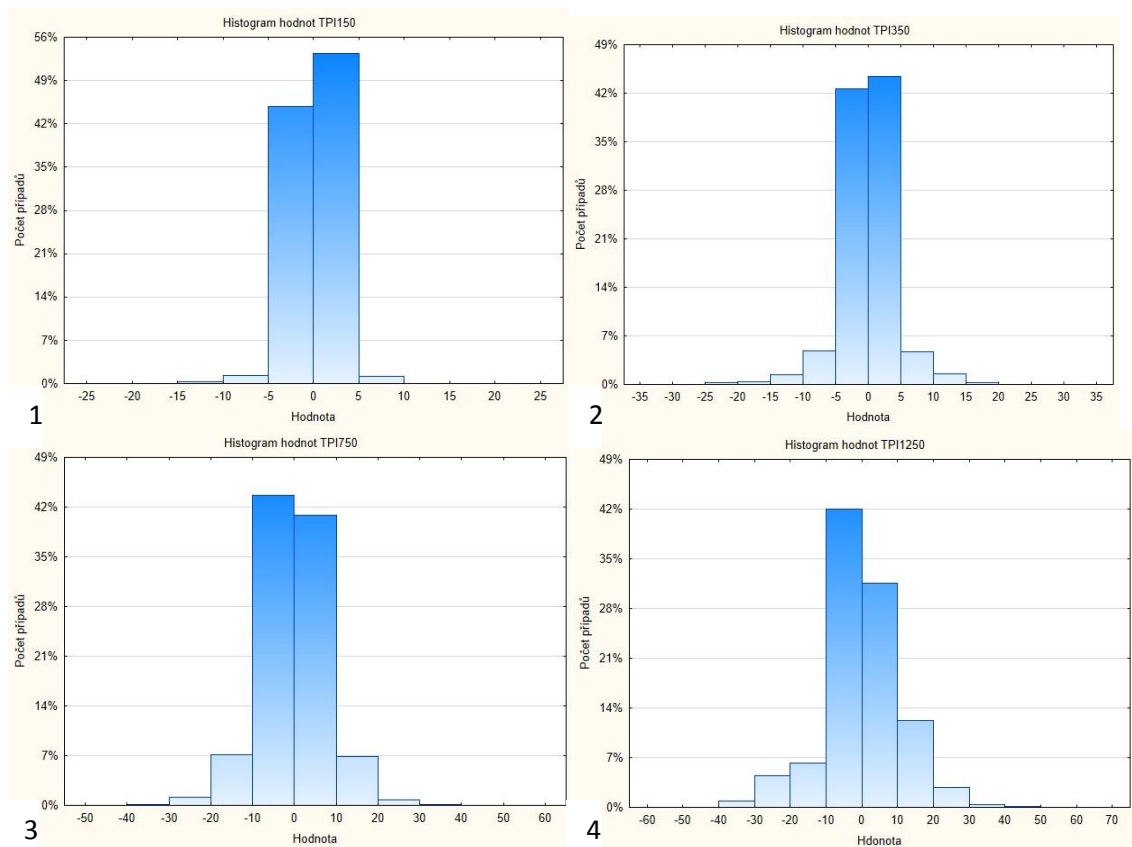 Histogram hodnot TPI150
56%
49%
42%
35%
28%
21%
14%
7%
0%
Počet případů
-25 -20 -15 -10 -5 0 5 10 15 20 25
Hodnota
1
Histogram hodnot TPI350
49%
42%
35%
28%
21%
14%
7%
0%
Počet případů
-35 -30 -25 -20 -15 -10 -5 0 5 10 15 20 25 30 35
Hodnota
2
Histogram hodnot TPI750
49%
42%
35%
28%
21%
14%
7%
0%
Počet případů
-50 -40 -30 -20 -10 0 10 20 30 40 50 60
Hodnota
3
Histogram hodnot TPI1250
49%
42%
35%
28%
21%
14%
7%
0%
Počet případů
-60 -50 -40 -30 -20 -10 0 10 20 30 40 50 60 70
Hdonota
4